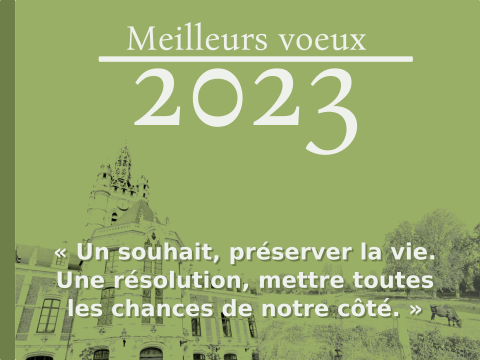 Meilleurs voeux
2023
« Un souhait, préserver la vie.
Une résolution, mettre toutes
les chances de notre côté. »